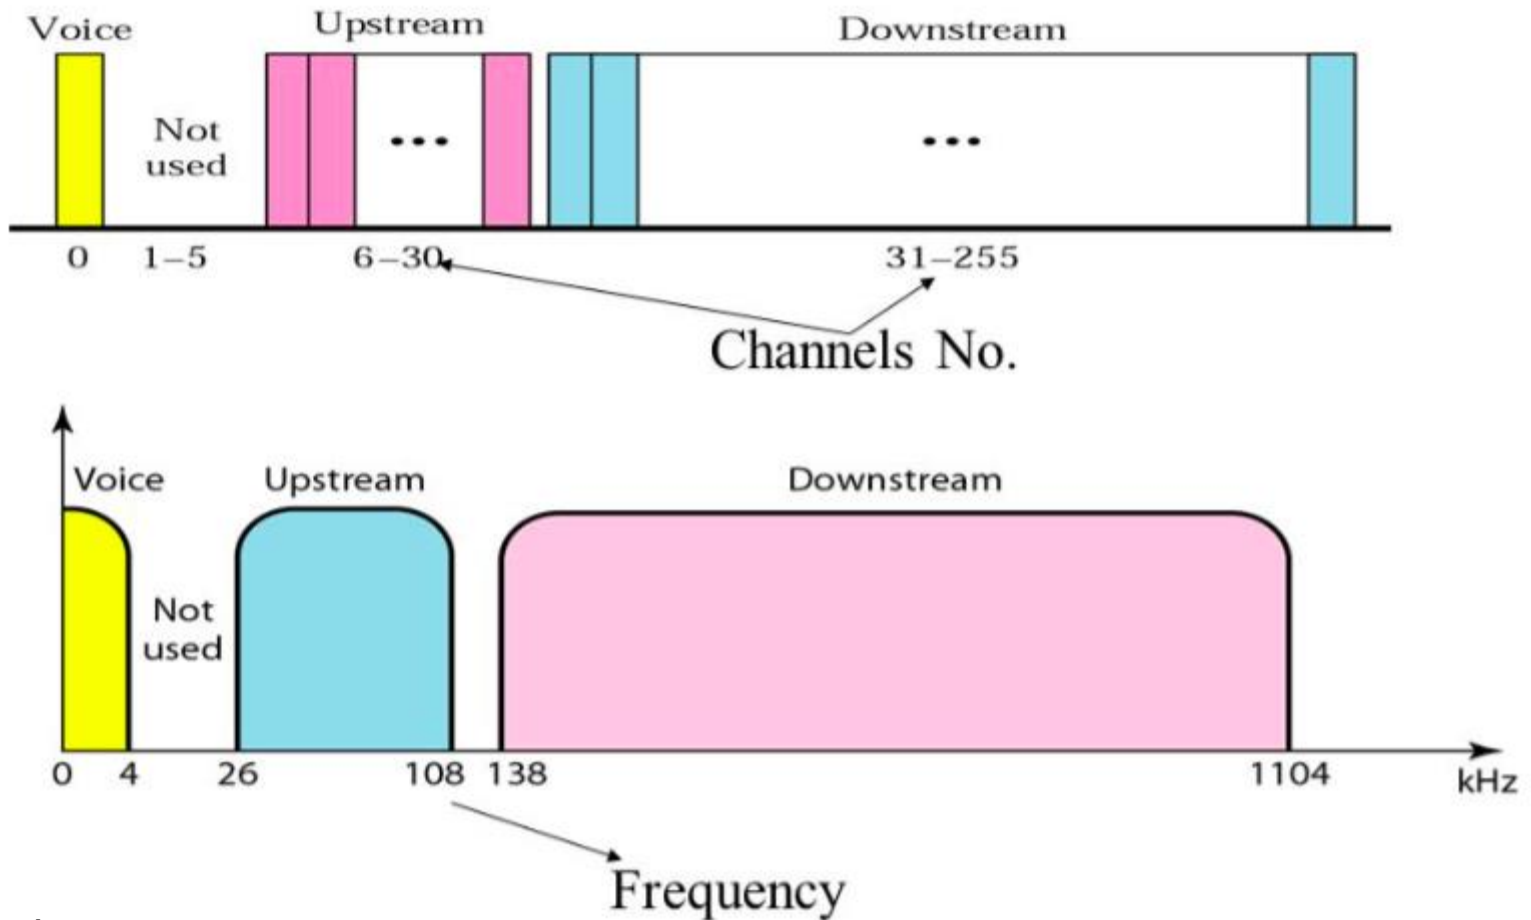 Voice
Upstream
Downstream
Not
used
...
...
0
1–5
6–30
31–255
Channels No.
Voice
Upstream
Downstream
Not
used
0
4
26
108
138
1104
kHz
Frequency